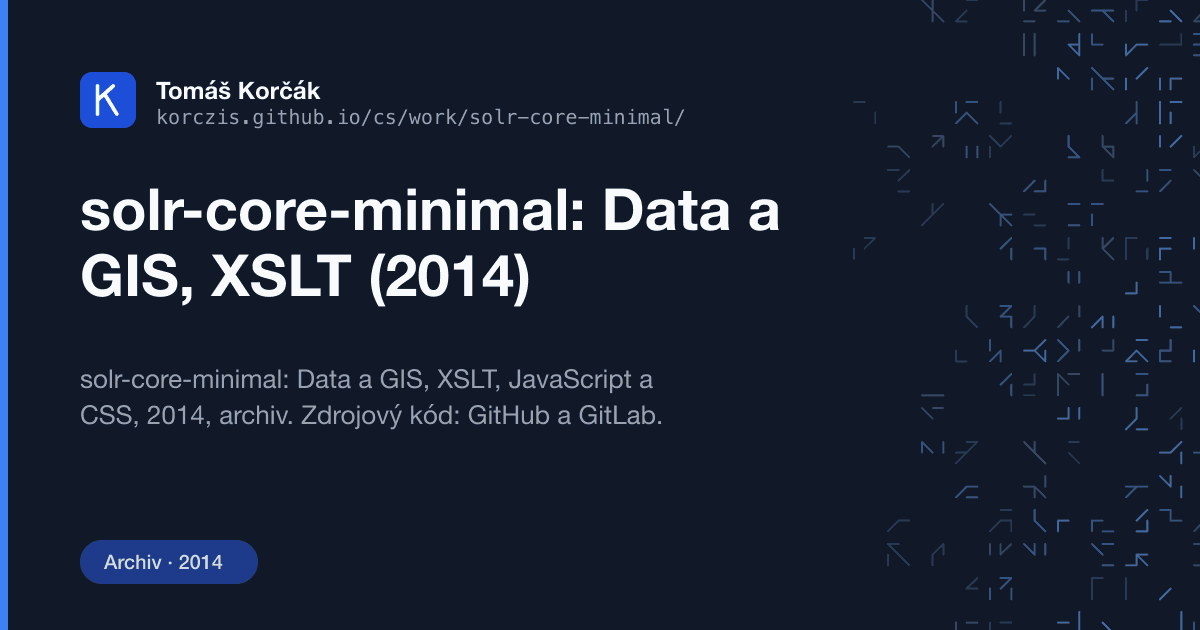 K
Tomáš Korčák
korczis.github.io/cs/work/solr-core-minimal/
solr-core-minimal: Data a
GIS, XSLT (2014)
solr-core-minimal: Data a GIS, XSLT, JavaScript a
CSS, 2014, archiv. Zdrojový kód: GitHub a GitLab.
Archiv · 2014